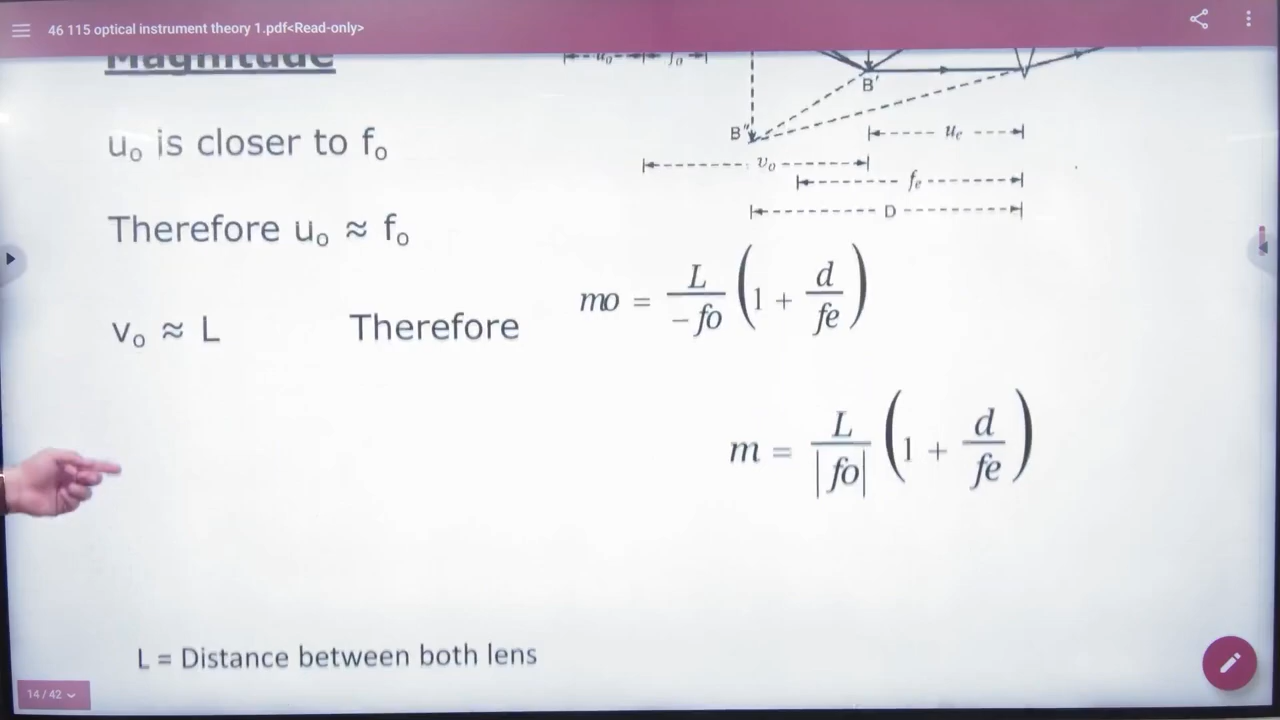 46 115 optical instrument theory 1.pdf<Read-only>
Magnitude
u₀ f₀
B'
B"
uₑ
v₀
fₑ
D
u₀ is closer to f₀
Therefore u₀ ≈ f₀
v₀ ≈ L Therefore
mo = L / −fo (1 + d / fe)
m = L / |fo| (1 + d / fe)
L = Distance between both lens
14 / 42